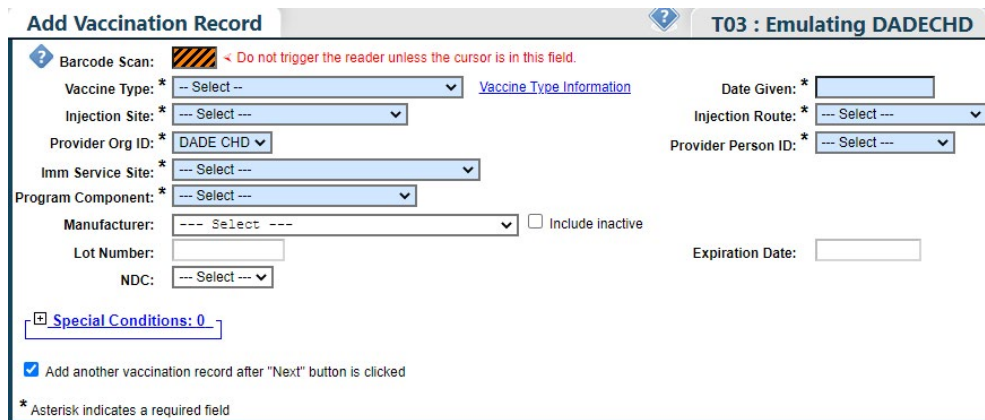 Add Vaccination Record
T03 : Emulating DADECHD
Barcode Scan: < Do not trigger the reader unless the cursor is in this field.
Vaccine Type: * -- Select -- Vaccine Type Information Date Given: *
Injection Site: * --- Select --- Injection Route: * --- Select ---
Provider Org ID: * DADE CHD Provider Person ID: * --- Select ---
Imm Service Site: * --- Select ---
Program Component: * --- Select ---
Manufacturer: --- Select --- Include inactive
Lot Number: Expiration Date:
NDC: --- Select ---
Special Conditions: 0
Add another vaccination record after "Next" button is clicked
* Asterisk indicates a required field